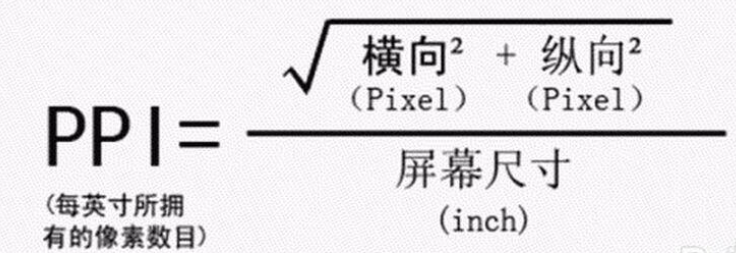 √ 横向² + 纵向²
(Pixel) (Pixel)
PPI=
屏幕尺寸
(inch)
(每英寸所拥
有的像素数目)